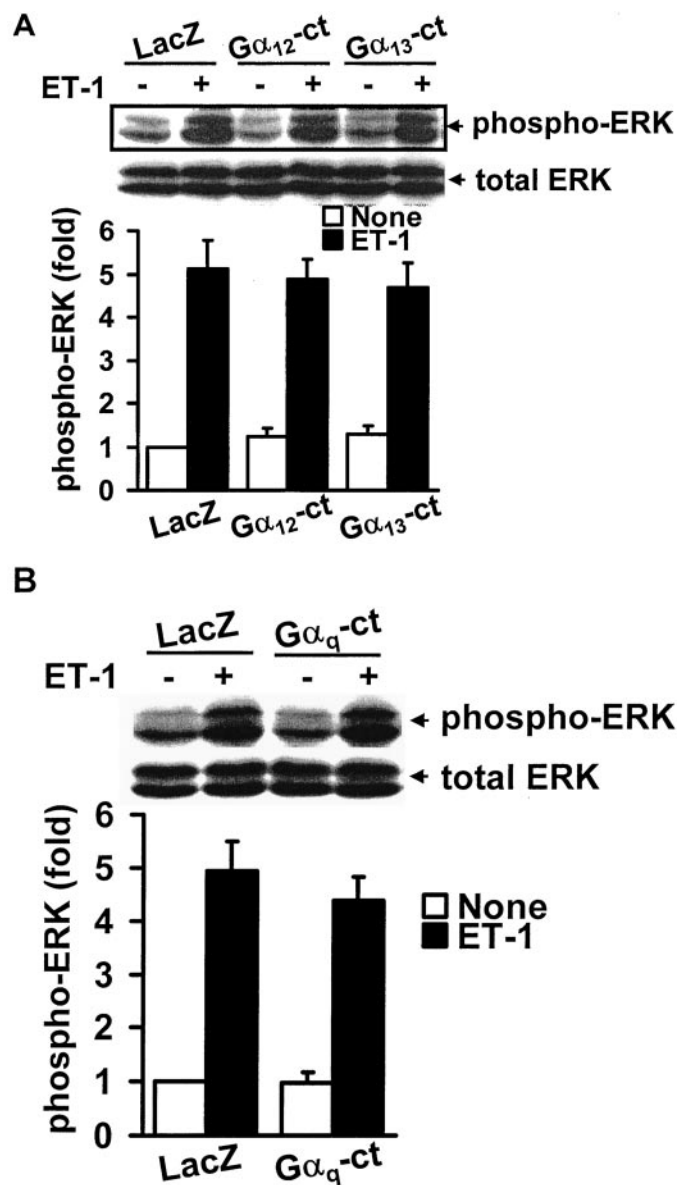 A
LacZ Gα12-ct Gα13-ct
ET-1 - + - + - +
phospho-ERK
total ERK
None
ET-1
phospho-ERK (fold)
6
5
4
3
2
1
0
LacZ Gα12-ct Gα13-ct
B
LacZ Gαq-ct
ET-1 - + - +
phospho-ERK
total ERK
phospho-ERK (fold)
6
5
4
3
2
1
0
None
ET-1
LacZ Gαq-ct